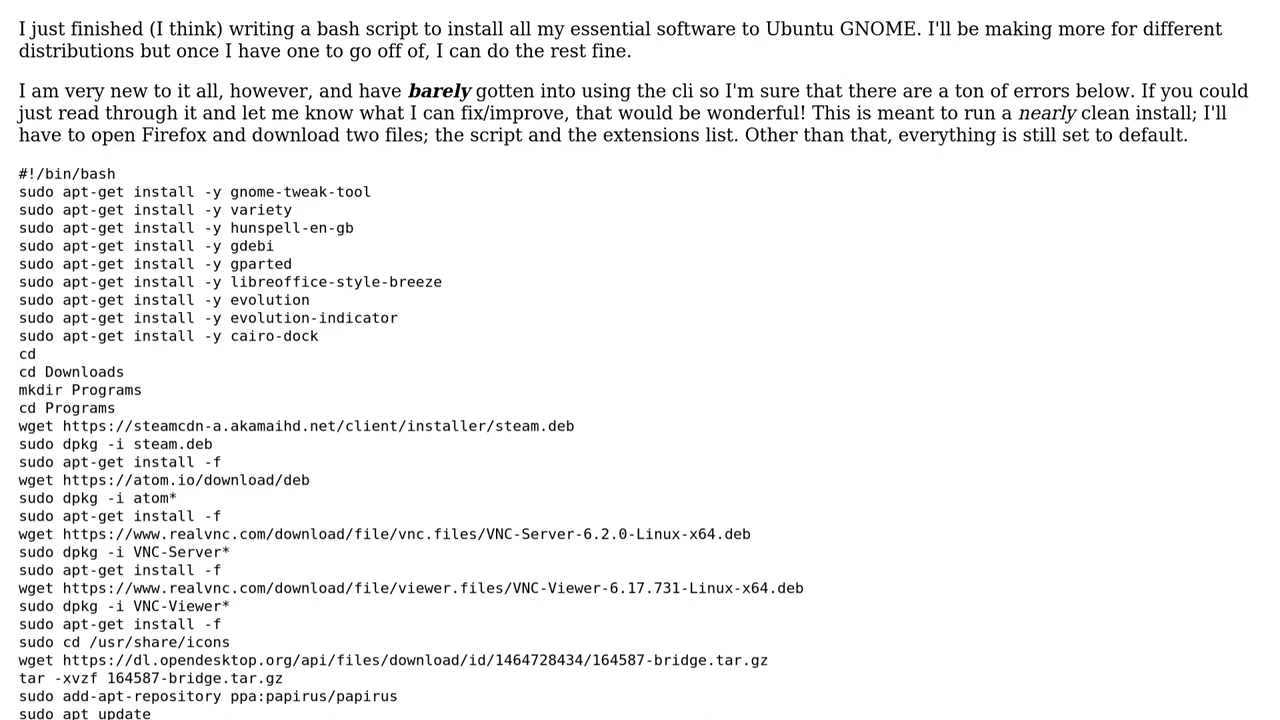 I just finished (I think) writing a bash script to install all my essential software to Ubuntu GNOME. I'll be making more for different
distributions but once I have one to go off of, I can do the rest fine.
I am very new to it all, however, and have barely gotten into using the cli so I'm sure that there are a ton of errors below. If you could
just read through it and let me know what I can fix/improve, that would be wonderful! This is meant to run a nearly clean install; I'll
have to open Firefox and download two files; the script and the extensions list. Other than that, everything is still set to default.
#!/bin/bash
sudo apt-get install -y gnome-tweak-tool
sudo apt-get install -y variety
sudo apt-get install -y hunspell-en-gb
sudo apt-get install -y gdebi
sudo apt-get install -y gparted
sudo apt-get install -y libreoffice-style-breeze
sudo apt-get install -y evolution
sudo apt-get install -y evolution-indicator
sudo apt-get install -y cairo-dock
cd
cd Downloads
mkdir Programs
cd Programs
wget https://steamcdn-a.akamaihd.net/client/installer/steam.deb
sudo dpkg -i steam.deb
sudo apt-get install -f
wget https://atom.io/download/deb
sudo dpkg -i atom*
sudo apt-get install -f
wget https://www.realvnc.com/download/file/vnc.files/VNC-Server-6.2.0-Linux-x64.deb
sudo dpkg -i VNC-Server*
sudo apt-get install -f
wget https://www.realvnc.com/download/file/viewer.files/VNC-Viewer-6.17.731-Linux-x64.deb
sudo dpkg -i VNC-Viewer*
sudo apt-get install -f
sudo cd /usr/share/icons
wget https://dl.opendesktop.org/api/files/download/id/1464728434/164587-bridge.tar.gz
tar -xvzf 164587-bridge.tar.gz
sudo add-apt-repository ppa:papirus/papirus
sudo apt update